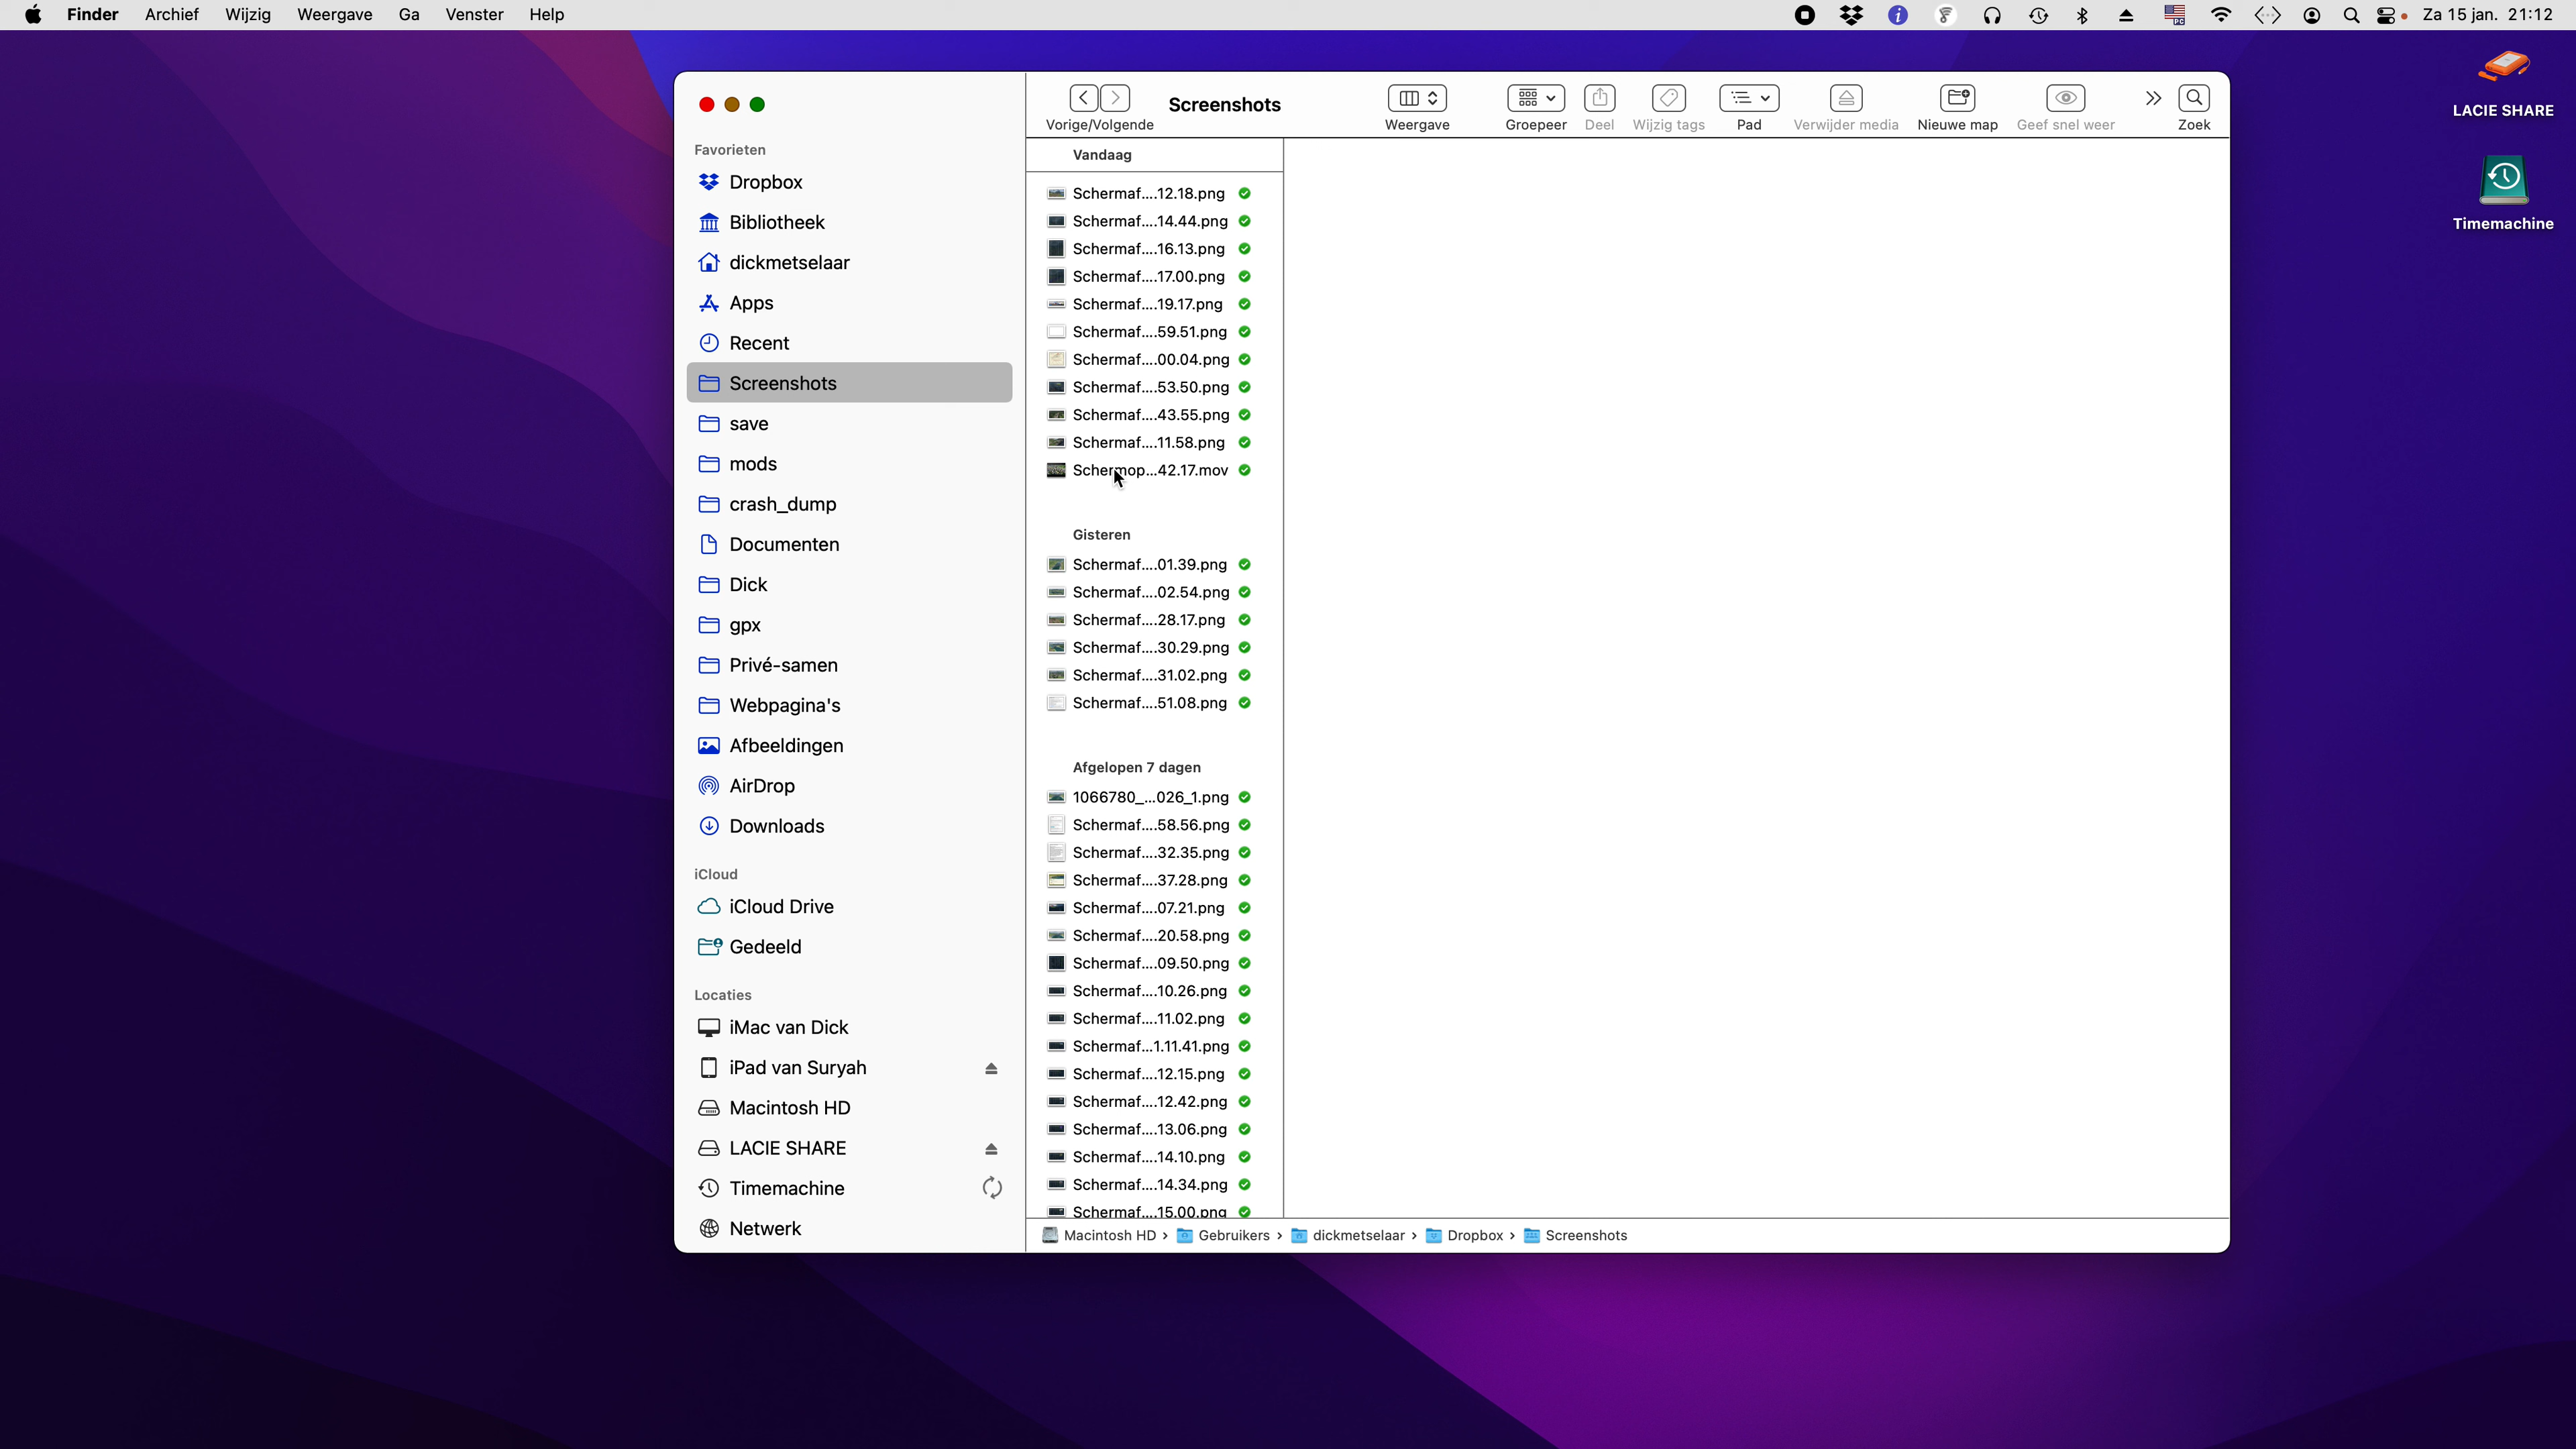 Finder Archief Wijzig Weergave Ga Venster Help
Za 15 jan. 21:12
LACIE SHARE
Timemachine
Favorieten
Dropbox
Bibliotheek
dickmetselaar
Apps
Recent
Screenshots
save
mods
crash_dump
Documenten
Dick
gpx
Privé-samen
Webpagina's
Afbeeldingen
AirDrop
Downloads
iCloud
iCloud Drive
Gedeeld
Locaties
iMac van Dick
iPad van Suryah
Macintosh HD
LACIE SHARE
Timemachine
Netwerk
Screenshots
Vorige/Volgende Weergave Groepeer Deel Wijzig tags Pad Verwijder media Nieuwe map Geef snel weer Zoek
Vandaag
Schermaf....12.18.png
Schermaf....14.44.png
Schermaf....16.13.png
Schermaf....17.00.png
Schermaf....19.17.png
Schermaf....59.51.png
Schermaf....00.04.png
Schermaf....53.50.png
Schermaf....43.55.png
Schermaf....11.58.png
Schermop...42.17.mov
Gisteren
Schermaf....01.39.png
Schermaf....02.54.png
Schermaf....28.17.png
Schermaf....30.29.png
Schermaf....31.02.png
Schermaf....51.08.png
Afgelopen 7 dagen
1066780_...026_1.png
Schermaf....58.56.png
Schermaf....32.35.png
Schermaf....37.28.png
Schermaf....07.21.png
Schermaf....20.58.png
Schermaf....09.50.png
Schermaf....10.26.png
Schermaf....11.02.png
Schermaf...1.11.41.png
Schermaf....12.15.png
Schermaf....12.42.png
Schermaf....13.06.png
Schermaf....14.10.png
Schermaf....14.34.png
Schermaf....15.00.png
Macintosh HD › Gebruikers › dickmetselaar › Dropbox › Screenshots